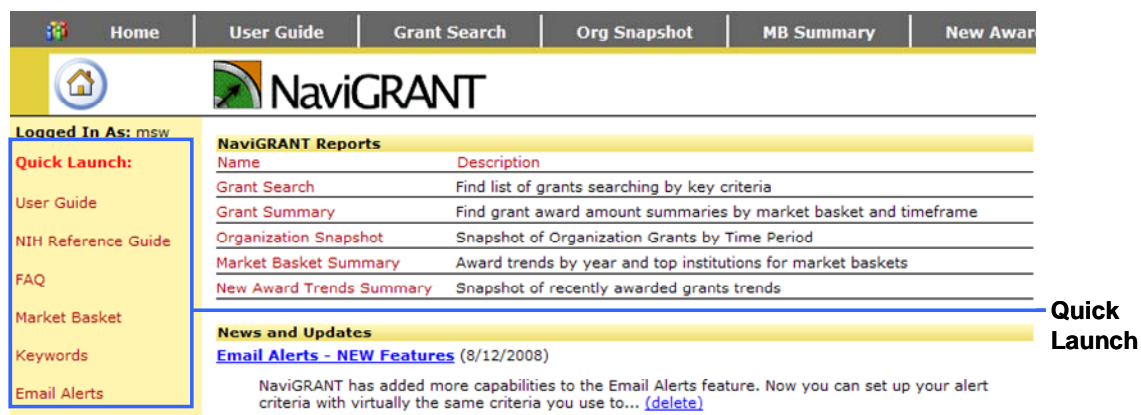 Home User Guide Grant Search Org Snapshot MB Summary New Awar
NaviGRANT
Logged In As: msw
Quick Launch:
User Guide
NIH Reference Guide
FAQ
Market Basket
Keywords
Email Alerts
NaviGRANT Reports
Name Description
Grant Search Find list of grants searching by key criteria
Grant Summary Find grant award amount summaries by market basket and timeframe
Organization Snapshot Snapshot of Organization Grants by Time Period
Market Basket Summary Award trends by year and top institutions for market baskets
New Award Trends Summary Snapshot of recently awarded grants trends
News and Updates
Email Alerts - NEW Features (8/12/2008)
NaviGRANT has added more capabilities to the Email Alerts feature. Now you can set up your alert
criteria with virtually the same criteria you use to... (delete)
Quick
Launch